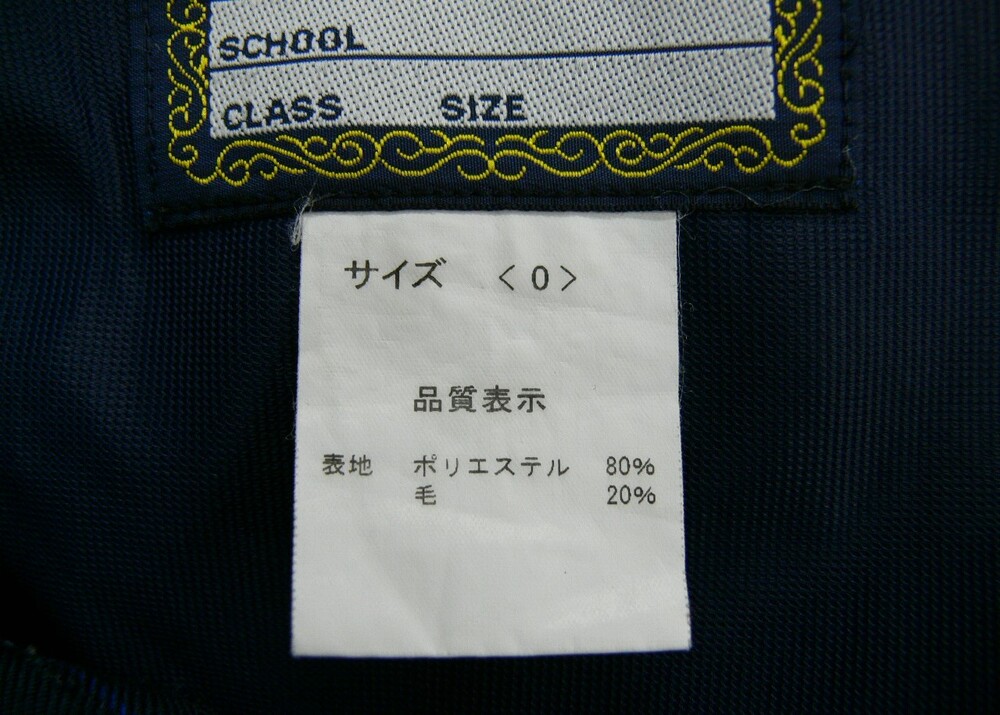 SCHOOL
CLASS SIZE
サイズ <0>
品質表示
表地 ポリエステル 80%
毛 20%